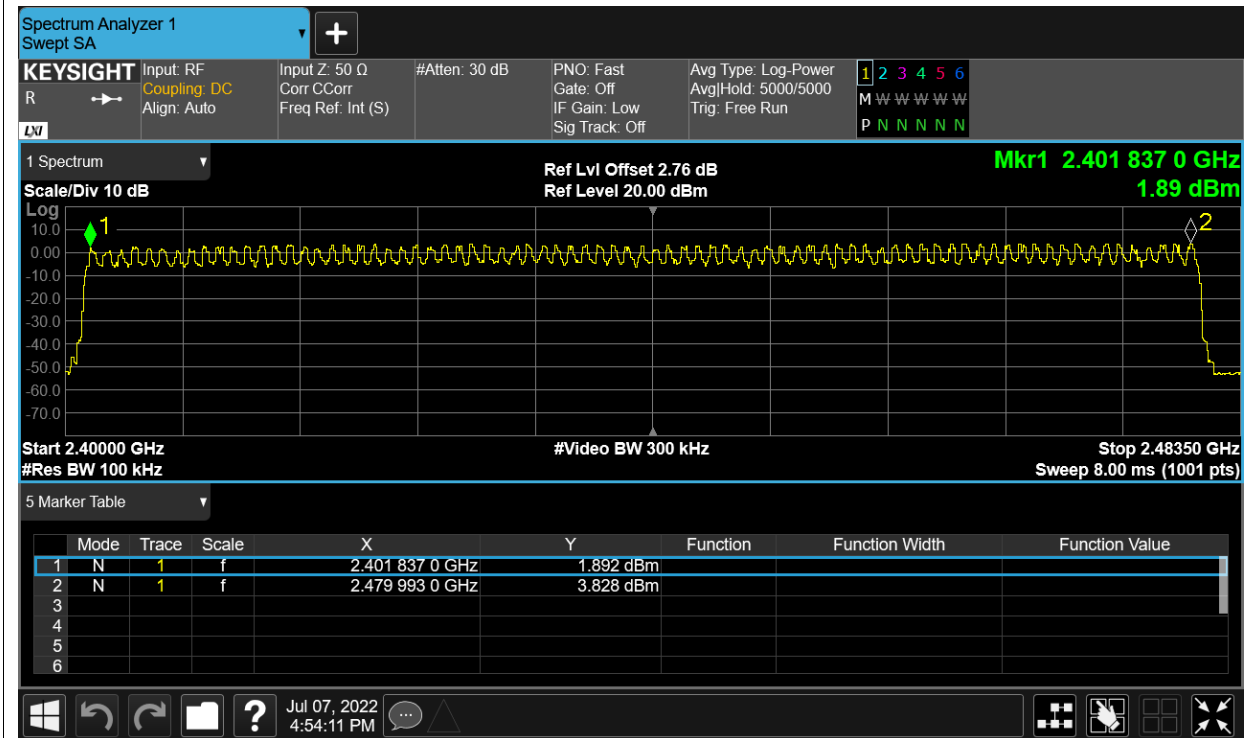 Spectrum Analyzer 1
Swept SA
KEYSIGHT Input: RF Input Z: 50 Ω #Atten: 30 dB PNO: Fast Avg Type: Log-Power 1 2 3 4 5 6
R Coupling: DC Corr CCorr Gate: Off Avg|Hold: 5000/5000 M W W W W W
Align: Auto Freq Ref: Int (S) IF Gain: Low Trig: Free Run P N N N N N
LXI Sig Track: Off
1 Spectrum Ref Lvl Offset 2.76 dB Mkr1 2.401 837 0 GHz
Scale/Div 10 dB Ref Level 20.00 dBm 1.89 dBm
Log
10.0 1 2
0.00
-10.0
-20.0
-30.0
-40.0
-50.0
-60.0
-70.0
Start 2.40000 GHz #Video BW 300 kHz Stop 2.48350 GHz
#Res BW 100 kHz Sweep 8.00 ms (1001 pts)
5 Marker Table
Mode Trace Scale X Y Function Function Width Function Value
1 N 1 f 2.401 837 0 GHz 1.892 dBm
2 N 1 f 2.479 993 0 GHz 3.828 dBm
3
4
5
6
? Jul 07, 2022
4:54:11 PM